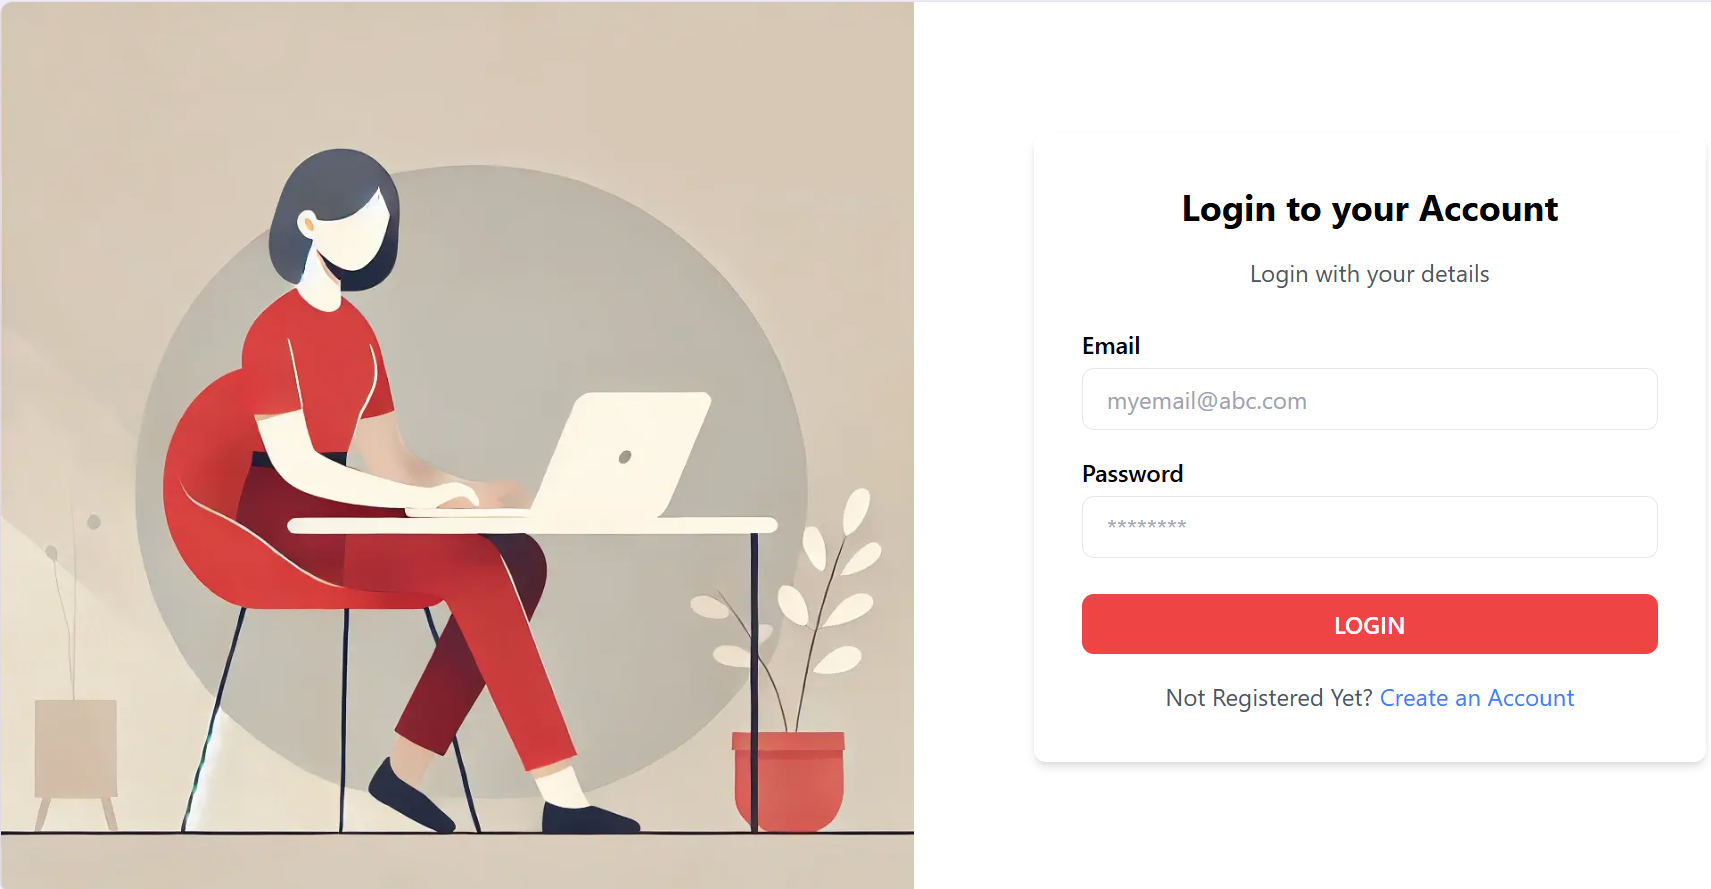 Login to your Account
Login with your details
Email
myemail@abc.com
Password
********
LOGIN
Not Registered Yet? Create an Account